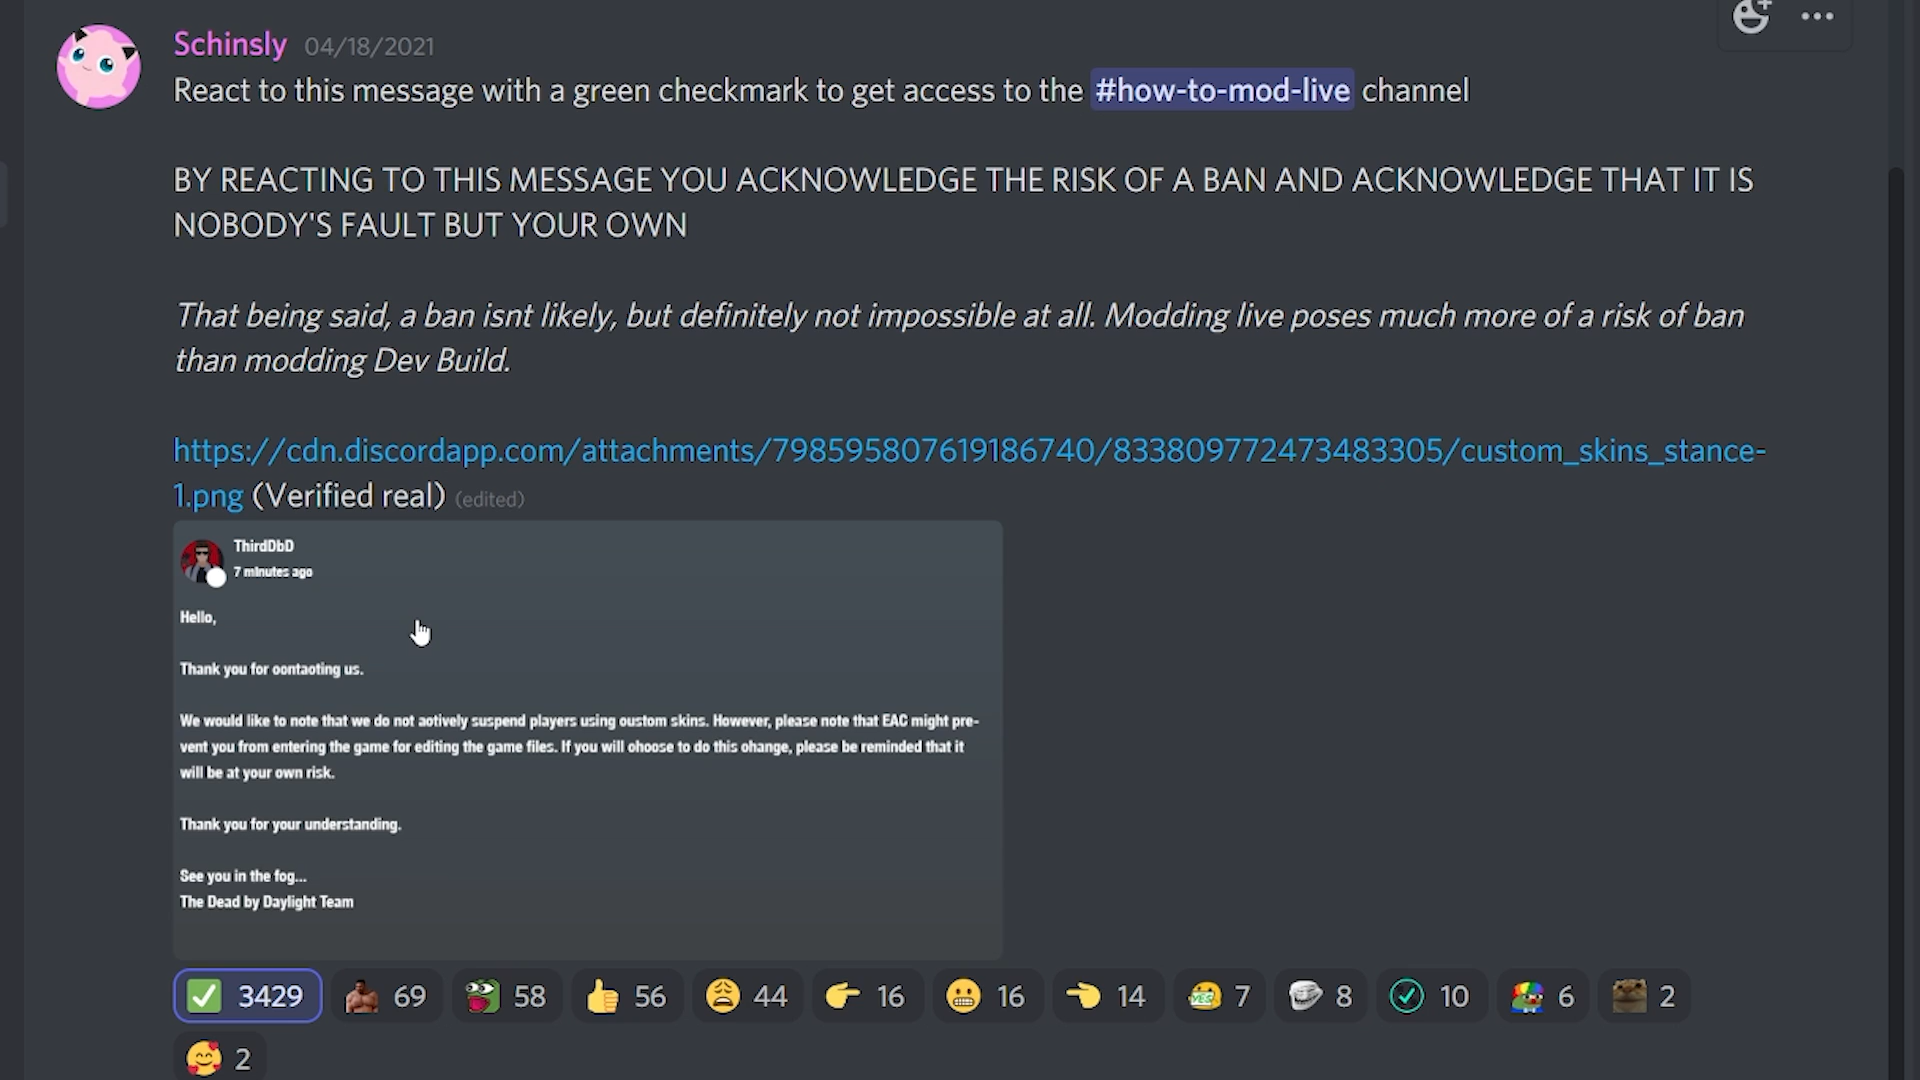 Schinsly 04/18/2021
React to this message with a green checkmark to get access to the #how-to-mod-live channel
BY REACTING TO THIS MESSAGE YOU ACKNOWLEDGE THE RISK OF A BAN AND ACKNOWLEDGE THAT IT IS
NOBODY'S FAULT BUT YOUR OWN
That being said, a ban isnt likely, but definitely not impossible at all. Modding live poses much more of a risk of ban
than modding Dev Build.
https://cdn.discordapp.com/attachments/798595807619186740/833809772473483305/custom_skins_stance-
1.png (Verified real) (edited)
ThirdDbD
7 minutes ago
Hello,
Thank you for contacting us.
We would like to note that we do not actively suspend players using custom skins. However, please note that EAC might pre-
vent you from entering the game for editing the game files. If you will choose to do this change, please be reminded that it
will be at your own risk.
Thank you for your understanding.
See you in the fog...
The Dead by Daylight Team
3429 69 58 56 44 16 16 14 YES 7 8 10 6 2
2